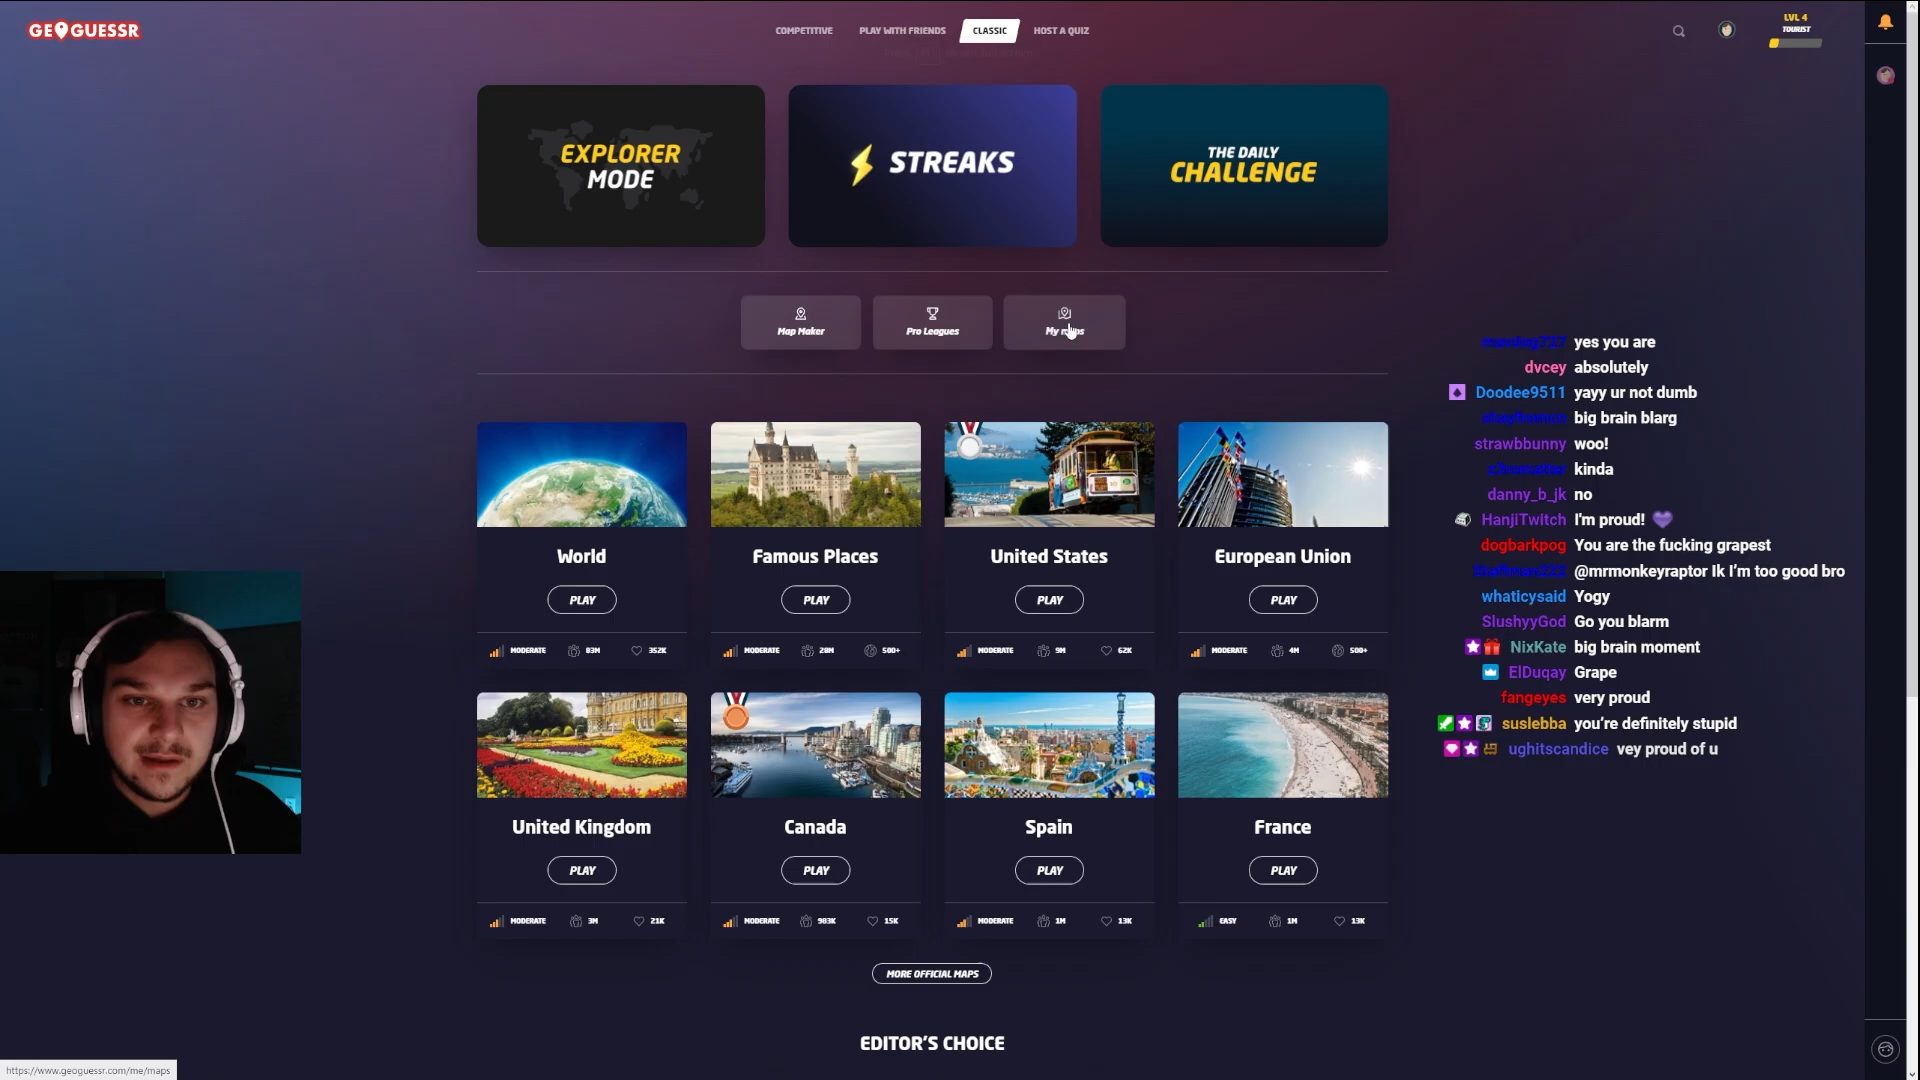 GEOGUESSR
COMPETITIVE
PLAY WITH FRIENDS
CLASSIC
HOST A QUIZ
LVL 4
TOURIST
EXPLORER
MODE
STREAKS
THE DAILY
CHALLENGE
Map Maker
Pro Leagues
World
PLAY
MODERATE 83M 352K
Famous Places
PLAY
MODERATE 28M 500+
United States
PLAY
MODERATE 9M 62K
European Union
PLAY
MODERATE 4M 500+
United Kingdom
PLAY
MODERATE 3M 21K
Canada
PLAY
MODERATE 983K 15K
Spain
PLAY
MODERATE 1M 13K
France
PLAY
EASY 1M 13K
MORE OFFICIAL MAPS
EDITOR'S CHOICE
yes you are
dvcey absolutely
Doodee9511 yayy ur not dumb
big brain blarg
strawbbunny woo!
kinda
danny_b_jk no
HanjiTwitch I'm proud!
dogbarkpog You are the fucking grapest
@mrmonkeyraptor Ik I'm too good bro
whaticysaid Yogy
SlushyyGod Go you blarm
NixKate big brain moment
ElDuqay Grape
fangeyes very proud
suslebba you're definitely stupid
ughitscandice vey proud of u
https://www.geoguessr.com/me/maps